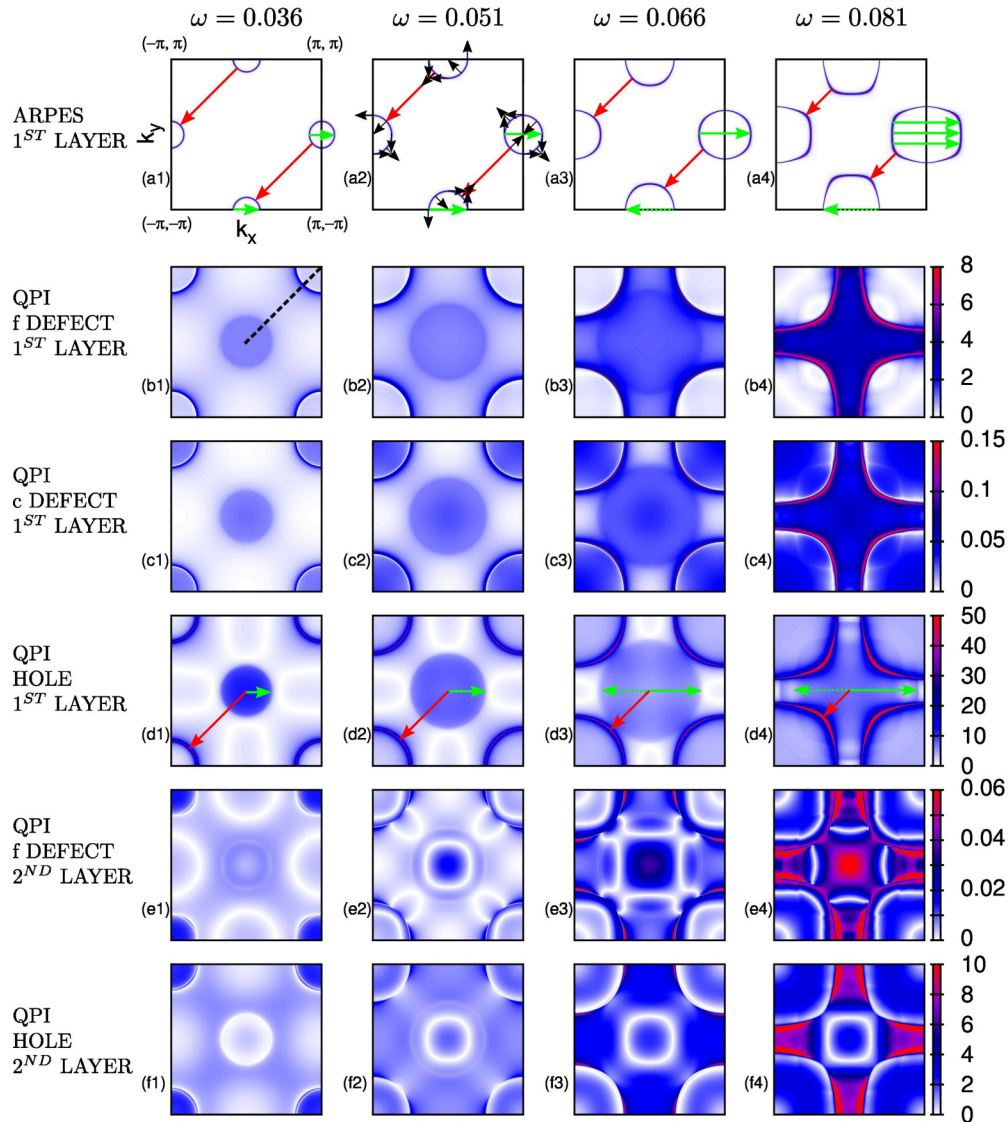 ω = 0.036 ω = 0.051 ω = 0.066 ω = 0.081
(-π, π) (π, π)
ARPES
1ST LAYER
ky
(a1) (a2) (a3) (a4)
(-π,-π) kx (π,-π)
QPI
f DEFECT
1ST LAYER
(b1) (b2) (b3) (b4)
8
6
4
2
0
QPI
c DEFECT
1ST LAYER
(c1) (c2) (c3) (c4)
0.15
0.1
0.05
0
QPI
HOLE
1ST LAYER
(d1) (d2) (d3) (d4)
50
40
30
20
10
0
QPI
f DEFECT
2ND LAYER
(e1) (e2) (e3) (e4)
0.06
0.04
0.02
0
QPI
HOLE
2ND LAYER
(f1) (f2) (f3) (f4)
10
8
6
4
2
0